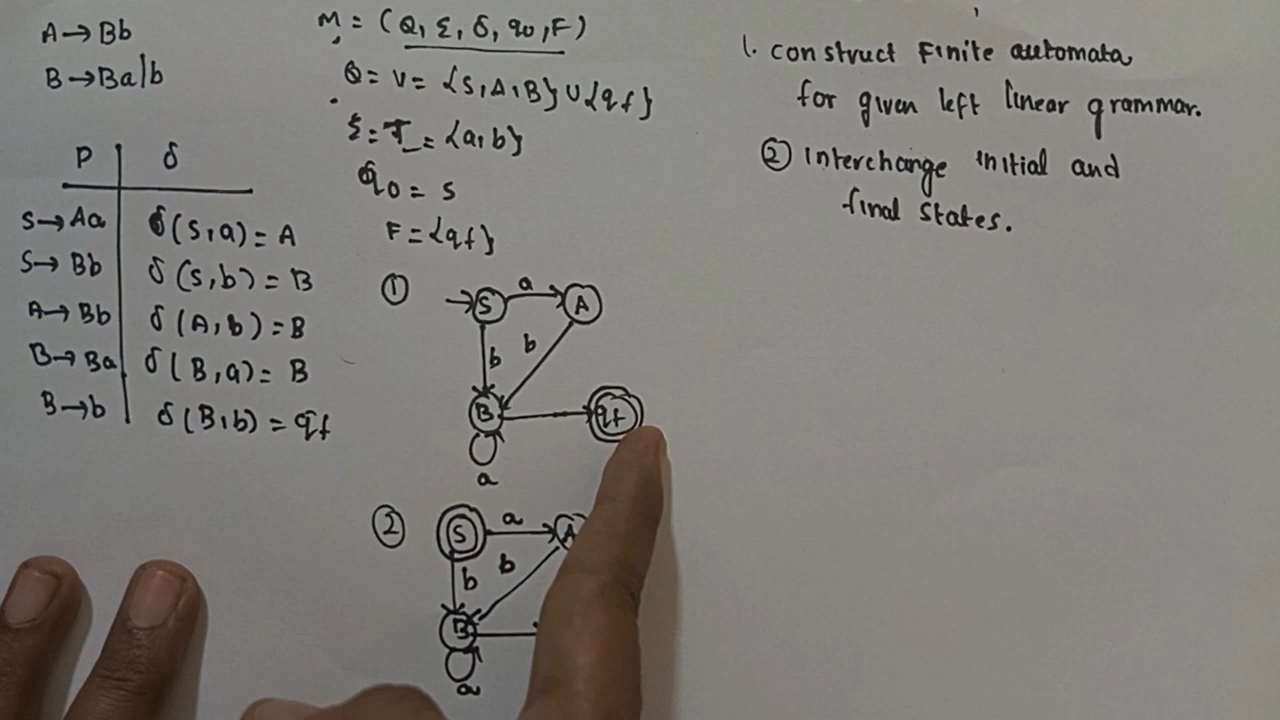 A→Bb
B→Ba|b
P δ
S→Aa δ(S,a)=A
S→Bb δ(S,b)=B
A→Bb δ(A,b)=B
B→Ba δ(B,a)=B
B→b δ(B,b)=qf
M=(Q,Σ,δ,q0,F)
Q=V={S,A,B}∪{qf}
Σ=T={a,b}
q0=S
F={qf}
①
S a A
b b
B qf
a
②
S a A
b b
B
a
1. construct Finite automata
for given left linear grammar.
② Interchange initial and
final states.